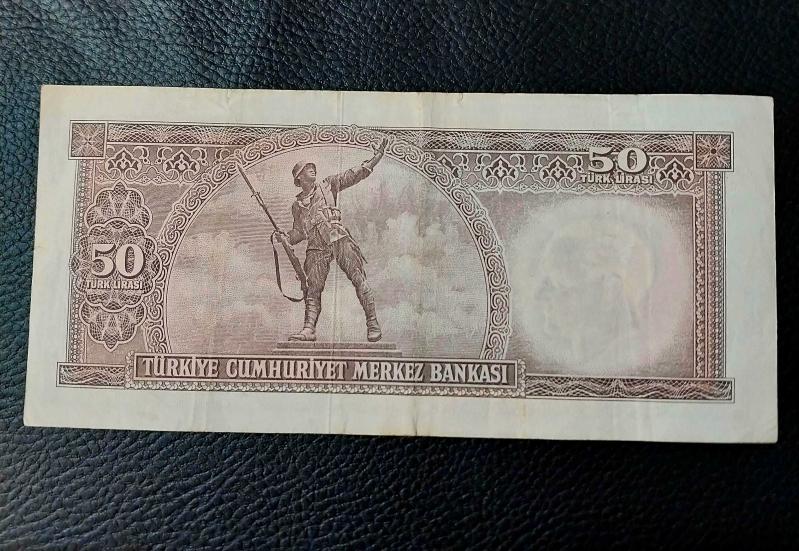 50
TÜRK LİRASI
50
TÜRK LİRASI
TÜRKİYE CUMHURİYET MERKEZ BANKASI